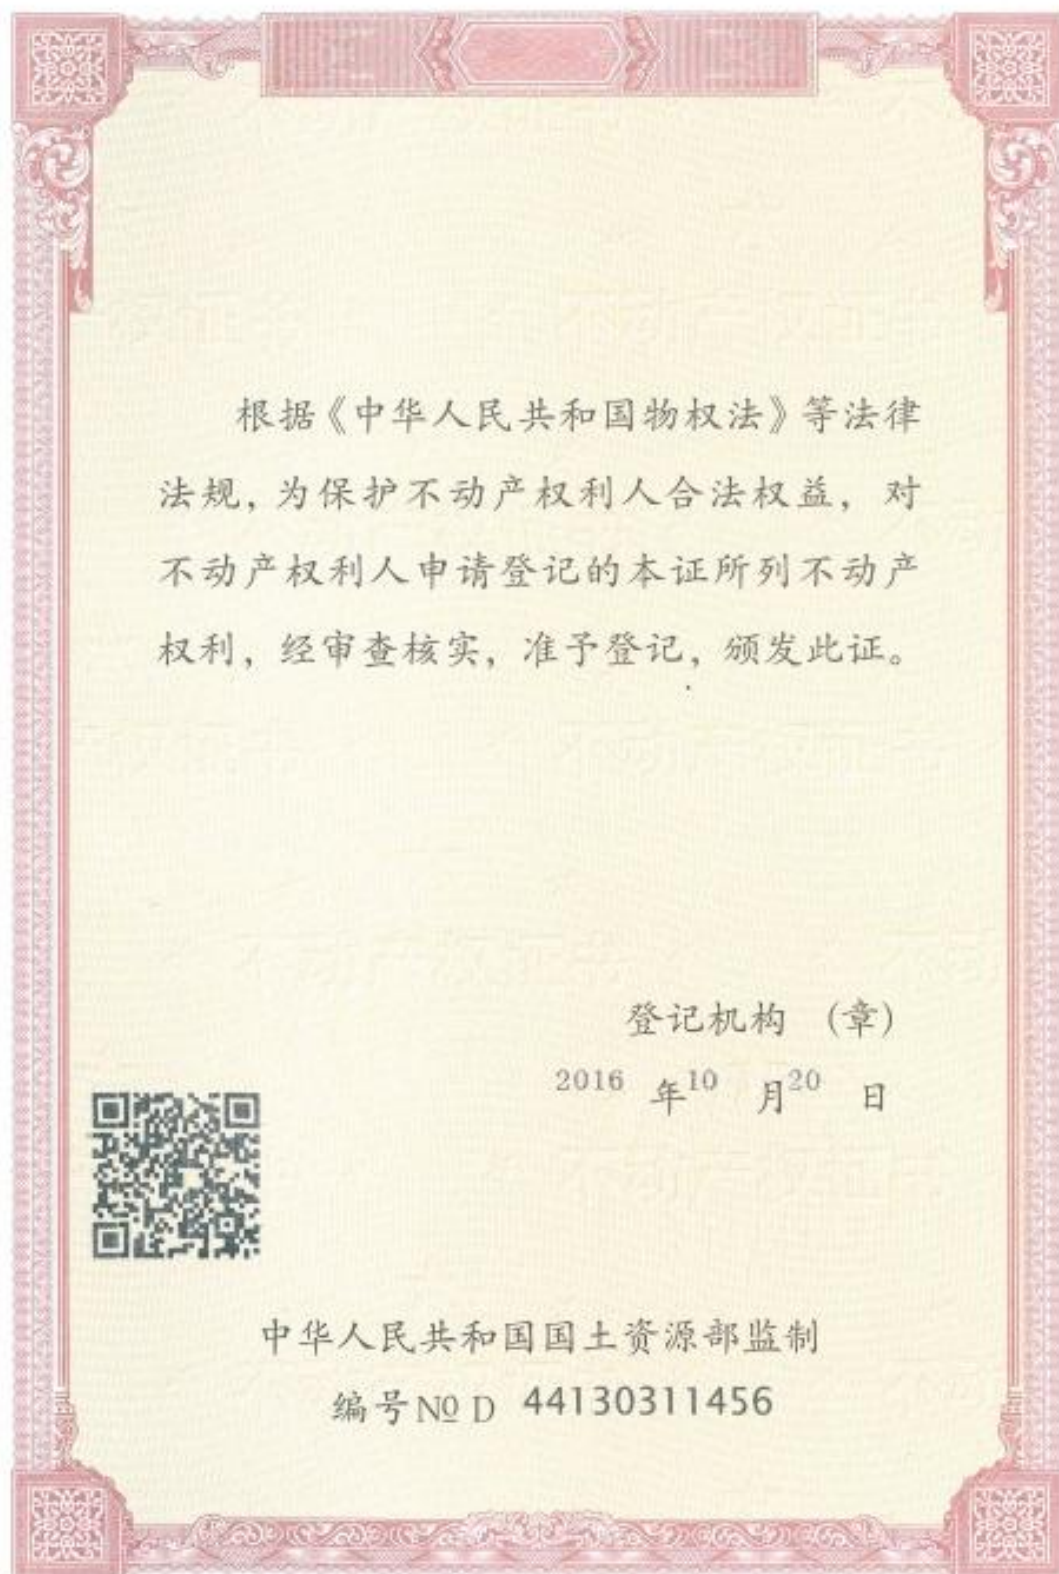 根据《中华人民共和国物权法》等法律
法规，为保护不动产权利人合法权益，对
不动产权利人申请登记的本证所列不动产
权利，经审查核实，准予登记，颁发此证。
登记机构 （章）
2016 年 10 月 20 日
中华人民共和国国土资源部监制
编号№ D 44130311456